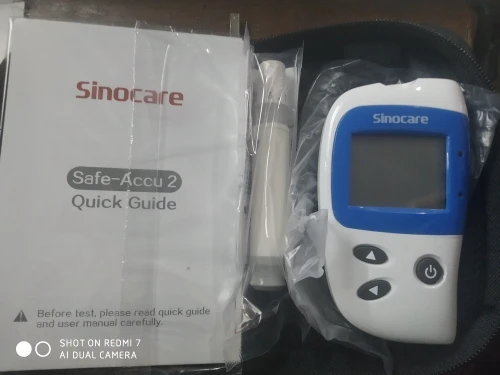 Sinocare
Safe-Accu 2
Quick Guide
Before test, please read quick guide
and user manual carefully.
Sinocare
SHOT ON REDMI 7
AI DUAL CAMERA